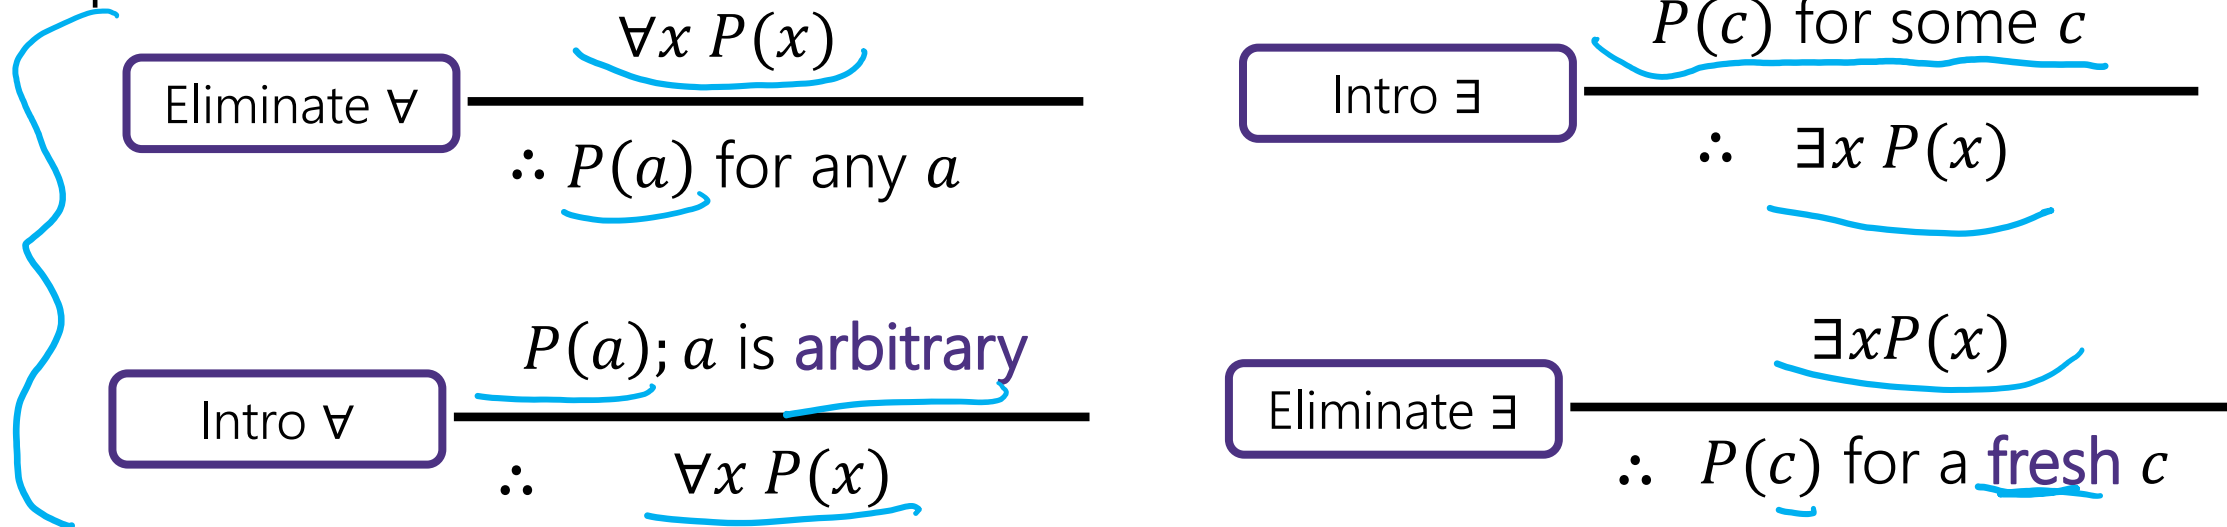 ∀x P(x)
Eliminate ∀
∴ P(a) for any a
P(c) for some c
Intro ∃
∴ ∃x P(x)
P(a); a is arbitrary
Intro ∀
∴ ∀x P(x)
∃xP(x)
Eliminate ∃
∴ P(c) for a fresh c